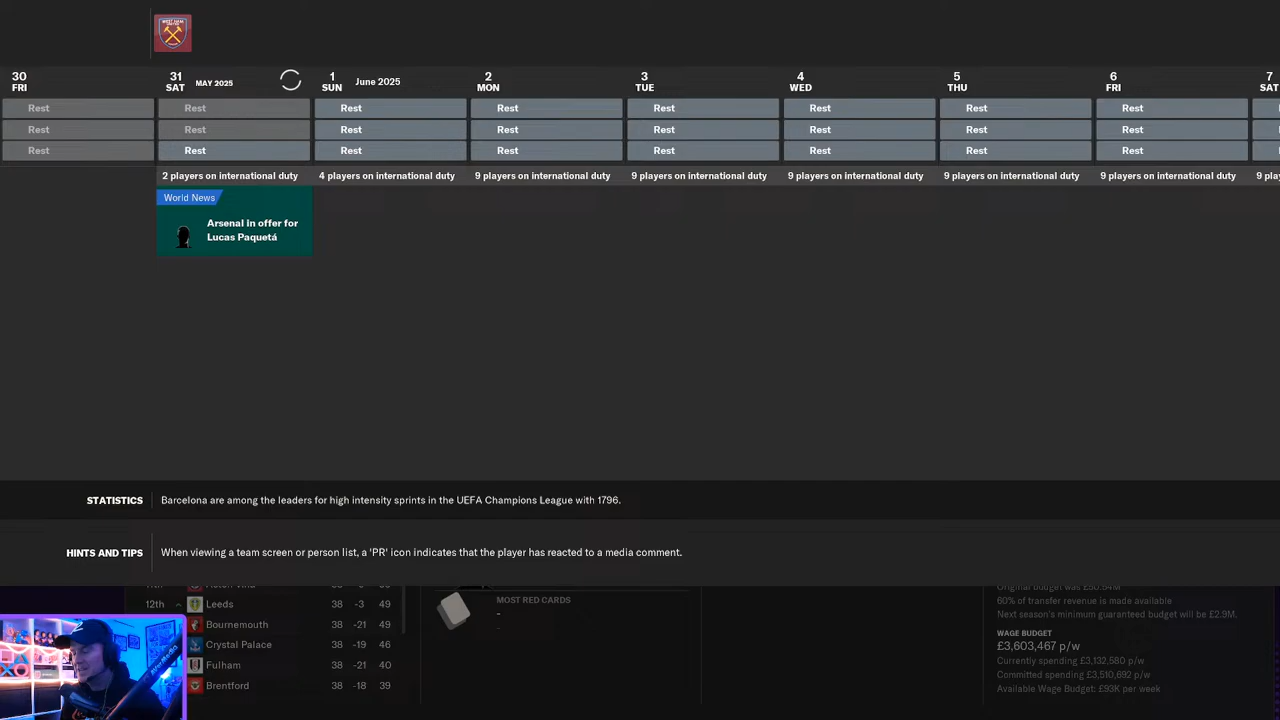 WEST HAM
30
FRI
31
SAT
MAY 2025
1
SUN
June 2025
2
MON
3
TUE
4
WED
5
THU
6
FRI
7
SAT
Rest Rest Rest Rest Rest Rest Rest Rest
Rest Rest Rest Rest Rest Rest Rest Rest
Rest Rest Rest Rest Rest Rest Rest Rest
2 players on international duty
4 players on international duty
9 players on international duty
9 players on international duty
9 players on international duty
9 players on international duty
9 players on international duty
9 pla
World News
Arsenal in offer for
Lucas Paquetá
STATISTICS Barcelona are among the leaders for high intensity sprints in the UEFA Champions League with 1796.
HINTS AND TIPS When viewing a team screen or person list, a 'PR' icon indicates that the player has reacted to a media comment.
12th Leeds 38 -3 49
Bournemouth 38 -21 49
Crystal Palace 38 -19 46
Fulham 38 -21 40
Brentford 38 -18 39
MOST RED CARDS
-
-
60% of transfer revenue is made available
Next season's minimum guaranteed budget will be £2.9M.
WAGE BUDGET
£3,603,467 p/w
Currently spending £3,132,580 p/w
Committed spending £3,510,692 p/w
Available Wage Budget: £93K per week
AVerMedia